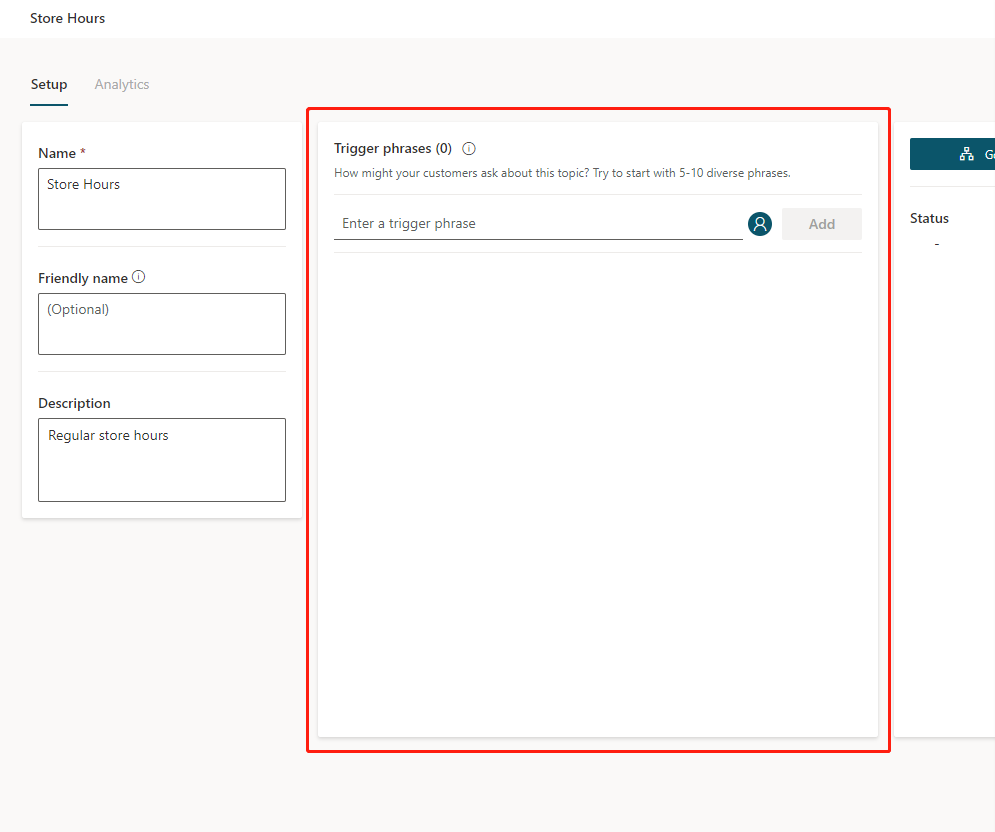 Store Hours
Setup
Analytics
Name *
Store Hours
Friendly name
(Optional)
Description
Regular store hours
Trigger phrases (0)
How might your customers ask about this topic? Try to start with 5-10 diverse phrases.
Enter a trigger phrase
Add
Status
-